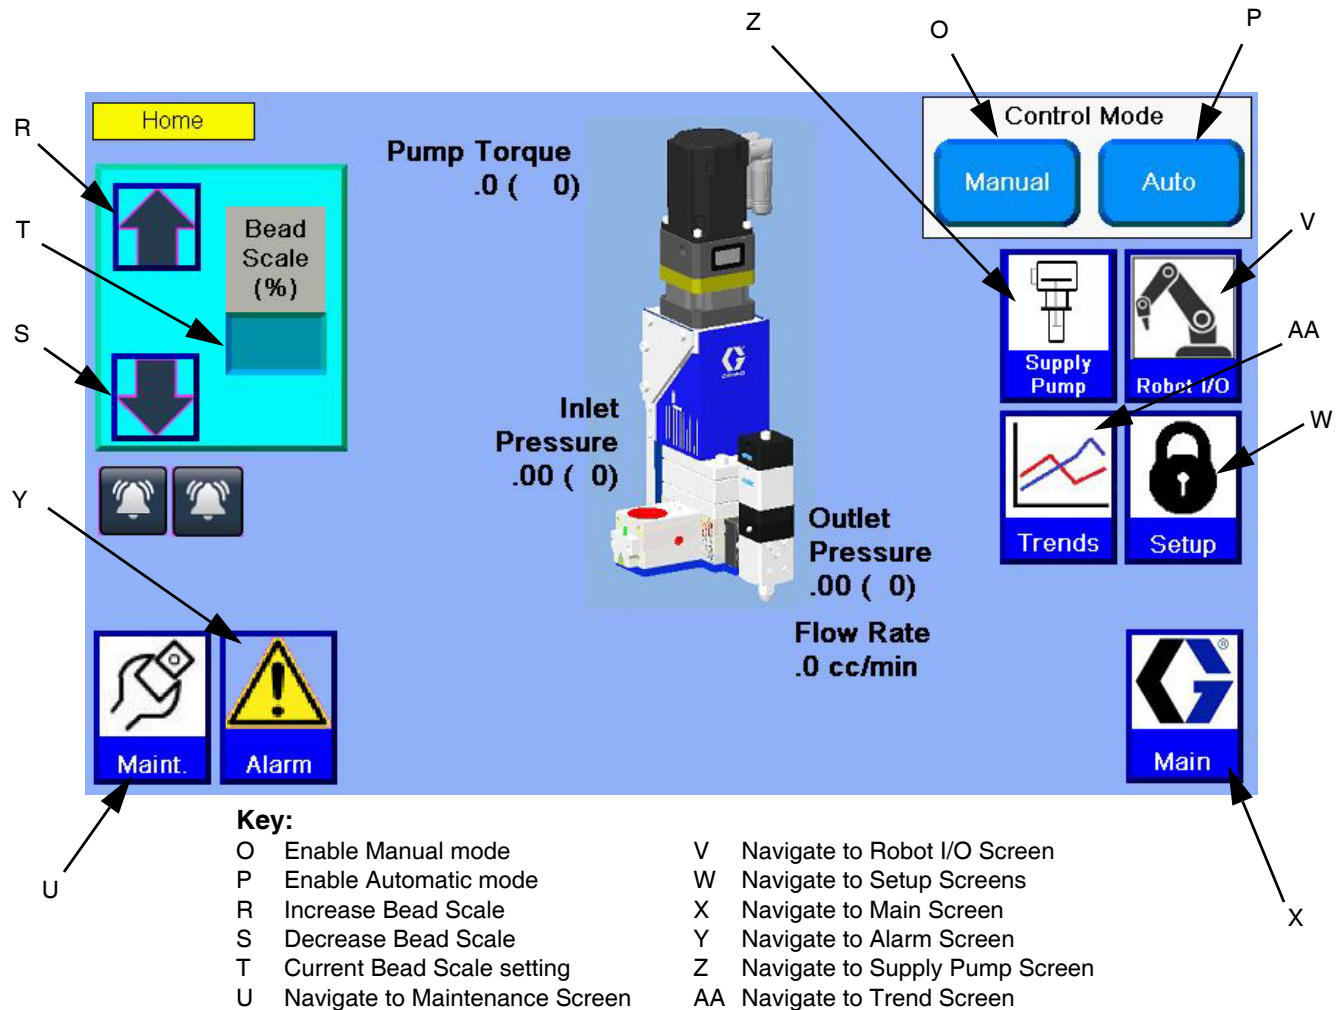 Z
O
P
Home
Control Mode
R
Pump Torque
.0 (    0)
Manual
Auto
T
Bead
Scale
(%)
V
S
Supply
Pump
Robot I/O
AA
Inlet
Pressure
.00 (  0)
W
Y
Outlet
Pressure
.00 (  0)
Trends
Setup
Flow Rate
.0 cc/min
Maint.
Alarm
®
Main
U
X
Key:
O Enable Manual mode
P Enable Automatic mode
R Increase Bead Scale
S Decrease Bead Scale
T Current Bead Scale setting
U Navigate to Maintenance Screen
V Navigate to Robot I/O Screen
W Navigate to Setup Screens
X Navigate to Main Screen
Y Navigate to Alarm Screen
Z Navigate to Supply Pump Screen
AA Navigate to Trend Screen